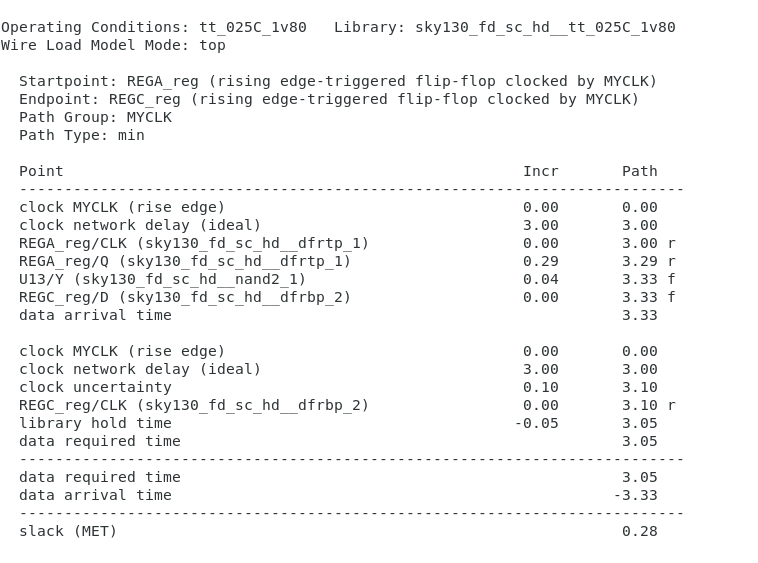 Operating Conditions: tt_025C_1v80   Library: sky130_fd_sc_hd__tt_025C_1v80
Wire Load Model Mode: top
Startpoint: REGA_reg (rising edge-triggered flip-flop clocked by MYCLK)
Endpoint: REGC_reg (rising edge-triggered flip-flop clocked by MYCLK)
Path Group: MYCLK
Path Type: min
Point Incr Path
--------------------------------------------------------------------------
clock MYCLK (rise edge) 0.00 0.00
clock network delay (ideal) 3.00 3.00
REGA_reg/CLK (sky130_fd_sc_hd__dfrtp_1) 0.00 3.00 r
REGA_reg/Q (sky130_fd_sc_hd__dfrtp_1) 0.29 3.29 r
U13/Y (sky130_fd_sc_hd__nand2_1) 0.04 3.33 f
REGC_reg/D (sky130_fd_sc_hd__dfrbp_2) 0.00 3.33 f
data arrival time 3.33
clock MYCLK (rise edge) 0.00 0.00
clock network delay (ideal) 3.00 3.00
clock uncertainty 0.10 3.10
REGC_reg/CLK (sky130_fd_sc_hd__dfrbp_2) 0.00 3.10 r
library hold time -0.05 3.05
data required time 3.05
--------------------------------------------------------------------------
data required time 3.05
data arrival time -3.33
--------------------------------------------------------------------------
slack (MET) 0.28